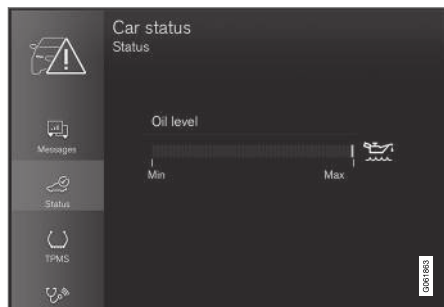 Car status
Status
Messages
Oil level
Min
Max
Status
TPMS
G061863